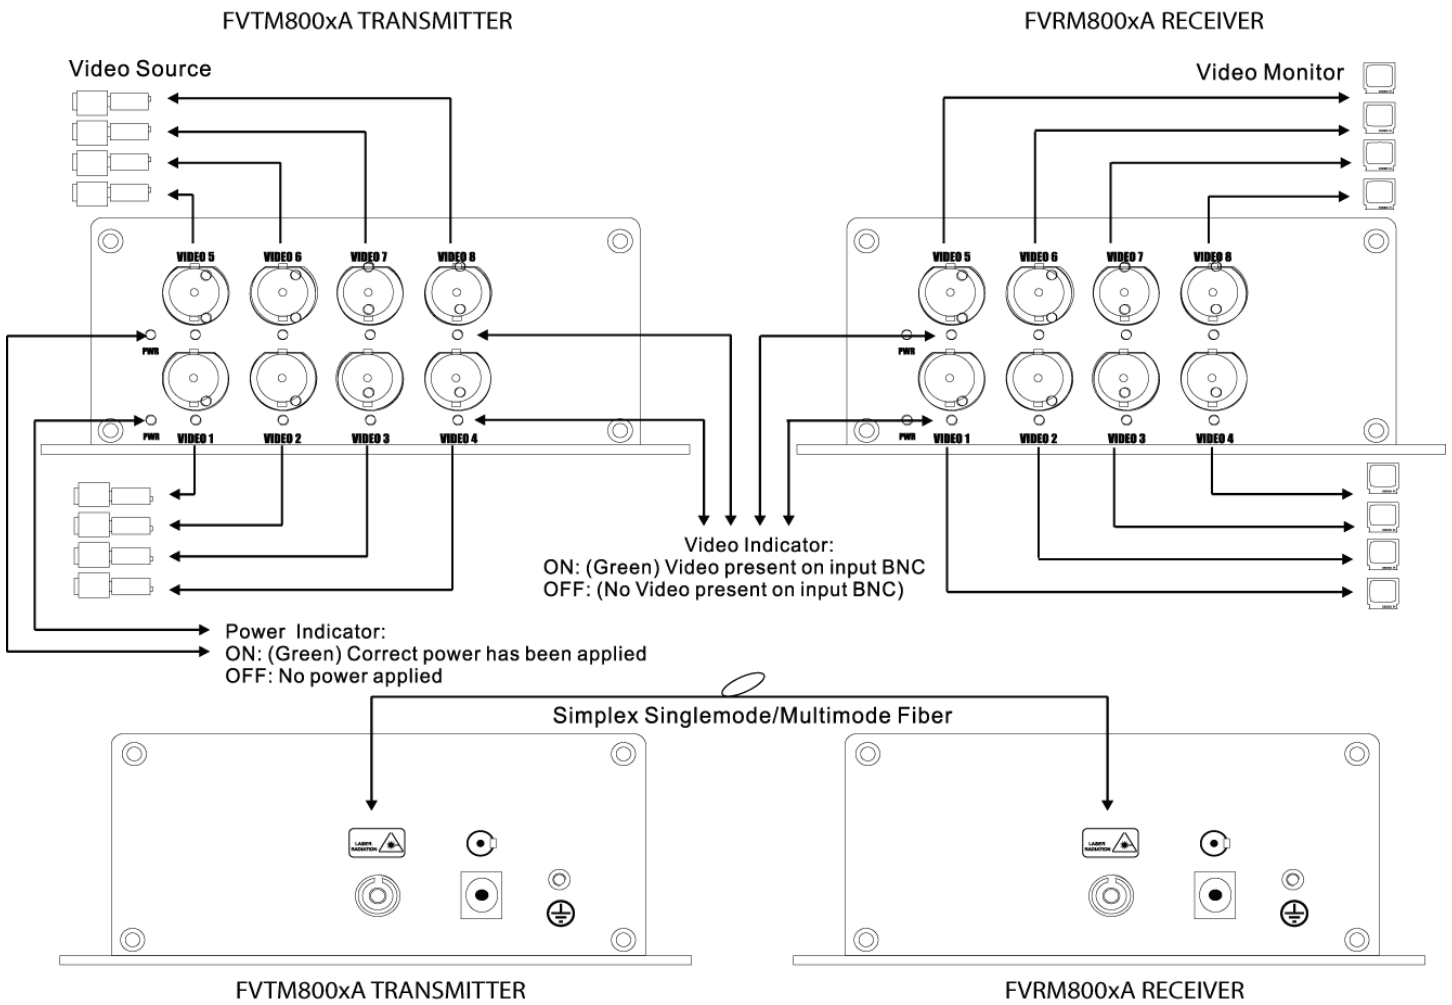 FVTM800xA TRANSMITTER
FVRM800xA RECEIVER
Video Source
Video Monitor
VIDEO 5 VIDEO 6 VIDEO 7 VIDEO 8
PWR
PWR
VIDEO 1 VIDEO 2 VIDEO 3 VIDEO 4
VIDEO 5 VIDEO 6 VIDEO 7 VIDEO 8
PWR
PWR
VIDEO 1 VIDEO 2 VIDEO 3 VIDEO 4
Video Indicator:
ON: (Green) Video present on input BNC
OFF: (No Video present on input BNC)
Power Indicator:
ON: (Green) Correct power has been applied
OFF: No power applied
Simplex Singlemode/Multimode Fiber
LASER
RADIATION
LASER
RADIATION
FVTM800xA TRANSMITTER
FVRM800xA RECEIVER